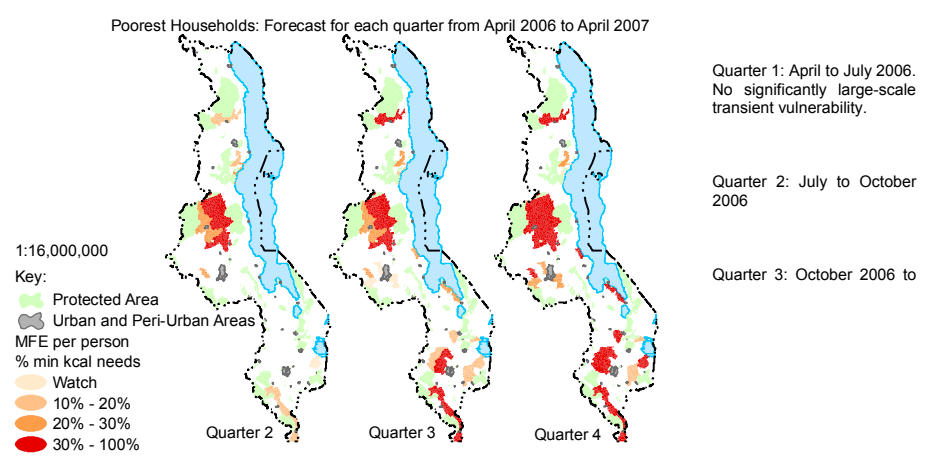 Poorest Households: Forecast for each quarter from April 2006 to April 2007
Quarter 1: April to July 2006.
No significantly large-scale
transient vulnerability.
Quarter 2: July to October
2006
Quarter 3: October 2006 to
1:16,000,000
Key:
Protected Area
Urban and Peri-Urban Areas
MFE per person
% min kcal needs
Watch
10% - 20%
20% - 30%
30% - 100%
Quarter 2
Quarter 3
Quarter 4